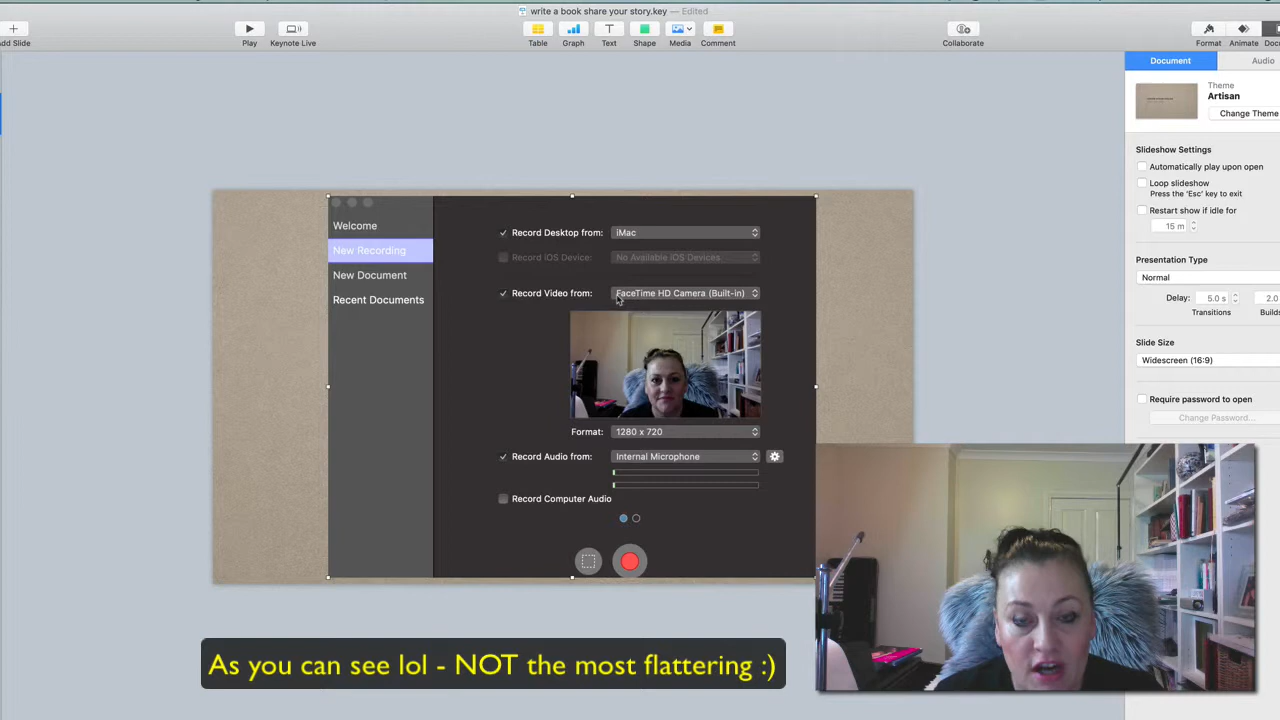 write a book share your story.key — Edited
Add Slide
Play
Keynote Live
Table
Graph
Text
Shape
Media
Comment
Collaborate
Format
Animate
Document
Audio
Theme
Artisan
Change Theme
Slideshow Settings
Automatically play upon open
Loop slideshow
Press the 'Esc' key to exit
Restart show if idle for
15 m
Presentation Type
Normal
Delay:
5.0 s
2.0
Transitions
Builds
Slide Size
Widescreen (16:9)
Require password to open
Change Password...
Welcome
New Recording
New Document
Recent Documents
Record Desktop from:
iMac
Record iOS Device:
No Available iOS Devices
Record Video from:
FaceTime HD Camera (Built-in)
Format:
1280 x 720
Record Audio from:
Internal Microphone
Record Computer Audio
As you can see lol - NOT the most flattering :)